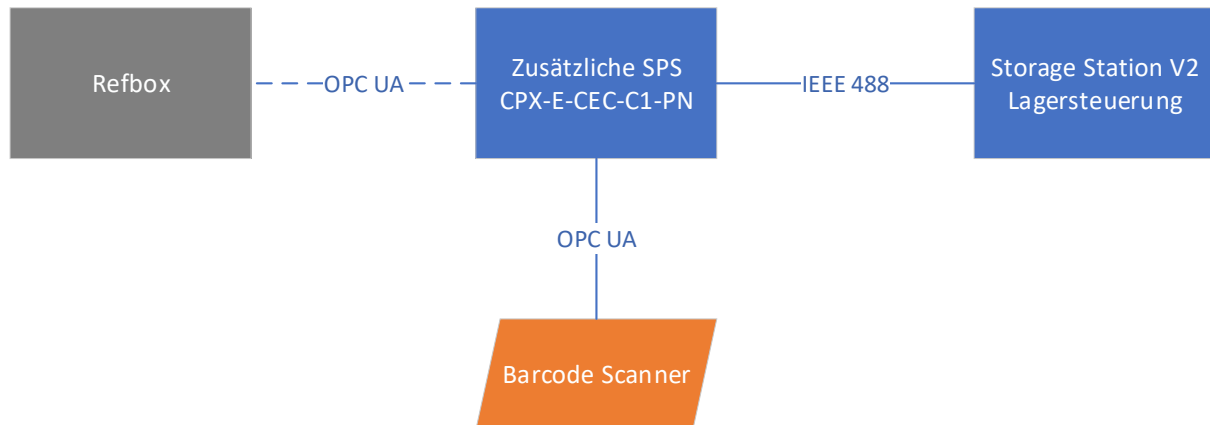 Refbox
OPC UA
Zusätzliche SPS
CPX-E-CEC-C1-PN
IEEE 488
Storage Station V2
Lagersteuerung
OPC UA
Barcode Scanner